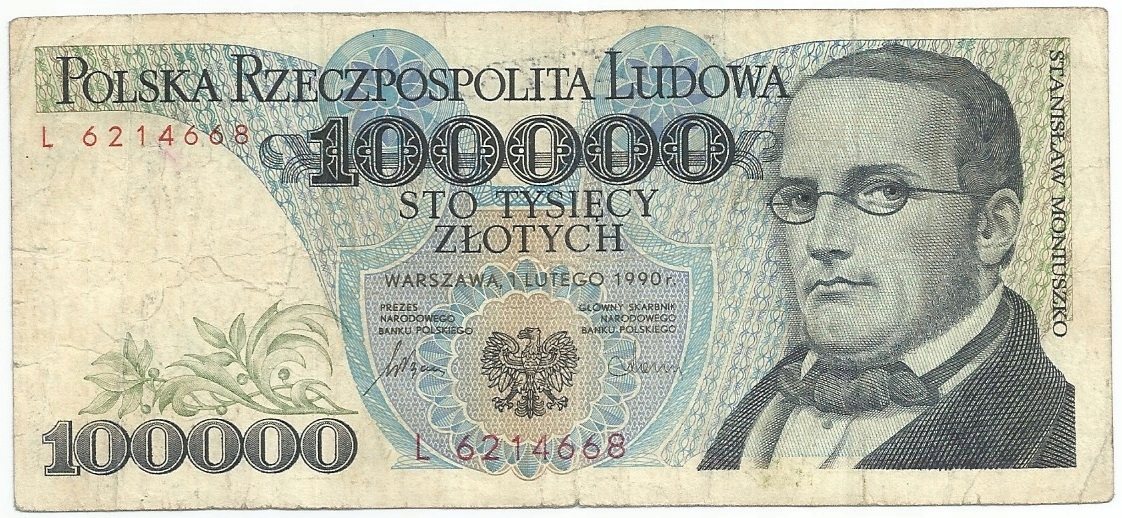 POLSKA RZECZPOSPOLITA LUDOWA
L 6214668
100000
STO TYSIĘCY
ZŁOTYCH
WARSZAWA, 1 LUTEGO 1990 r.
PREZES
NARODOWEGO
BANKU POLSKIEGO
GŁÓWNY SKARBNIK
NARODOWEGO
BANKU POLSKIEGO
L 6214668
100000
STANISŁAW MONIUSZKO